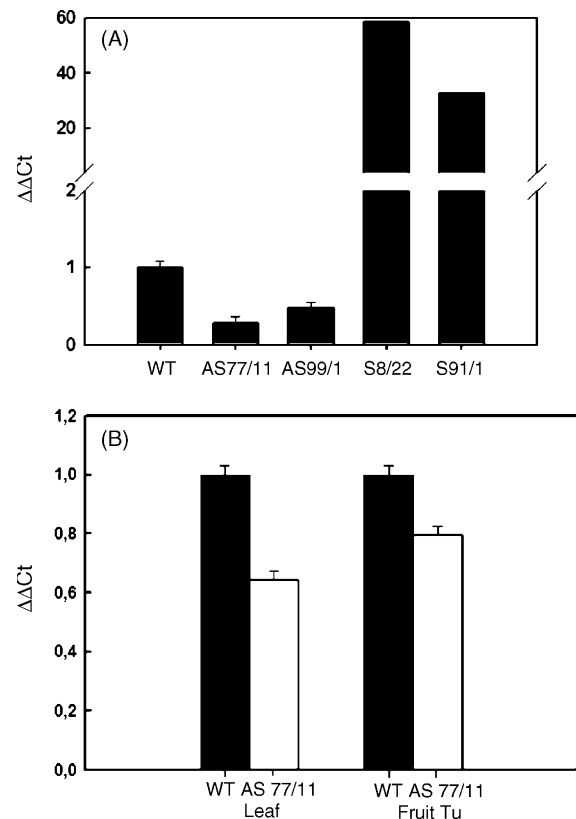 (A)
60
40
20
2
1
0
ΔΔCt
WT AS77/11 AS99/1 S8/22 S91/1
(B)
1,2
1,0
0,8
0,6
0,4
0,2
0,0
ΔΔCt
WT AS 77/11 WT AS 77/11
Leaf Fruit Tu